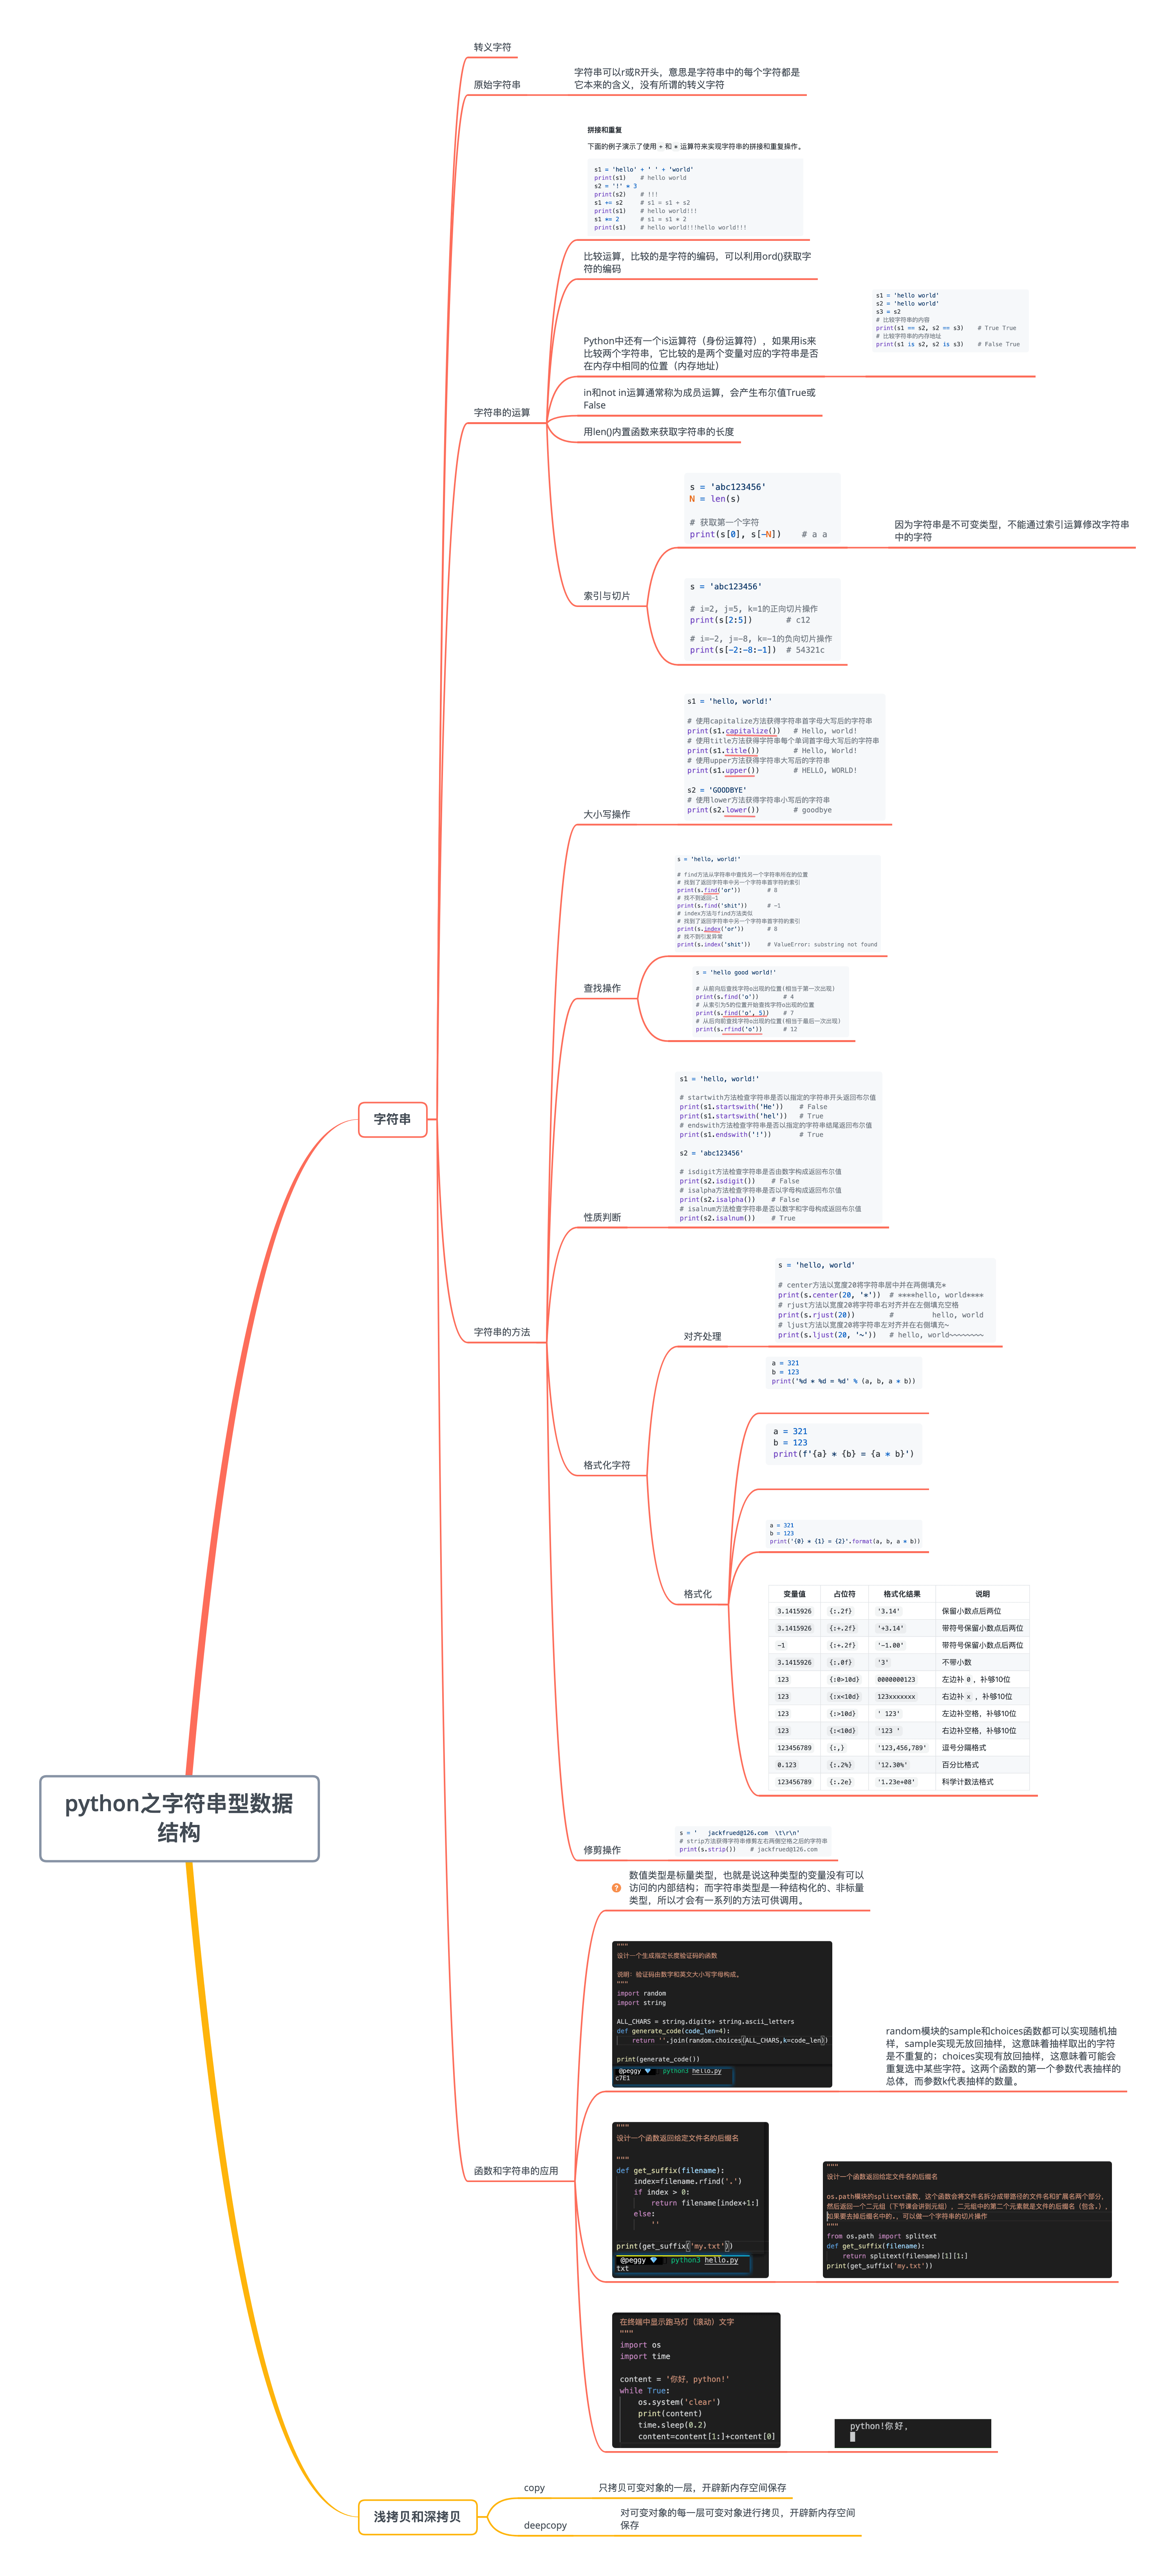 转义字符
原始字符串
字符串可以r或R开头，意思是字符串中的每个字符都是
它本来的含义，没有所谓的转义字符
拼接和重复
下面的例子演示了使用 + 和 * 运算符来实现字符串的拼接和重复操作。
s1 = 'hello' + ' ' + 'world'
print(s1)    # hello world
s2 = '!' * 3
print(s2)    # !!!
s1 += s2     # s1 = s1 + s2
print(s1)    # hello world!!!
s1 *= 2      # s1 = s1 * 2
print(s1)    # hello world!!!hello world!!!
比较运算，比较的是字符的编码，可以利用ord()获取字
符的编码
s1 = 'hello world'
s2 = 'hello world'
s3 = s2
# 比较字符串的内容
print(s1 == s2, s2 == s3)    # True True
# 比较字符串的内存地址
print(s1 is s2, s2 is s3)    # False True
Python中还有一个is运算符（身份运算符），如果用is来
比较两个字符串，它比较的是两个变量对应的字符串是否
在内存中相同的位置（内存地址）
in和not in运算通常称为成员运算，会产生布尔值True或
False
字符串的运算
用len()内置函数来获取字符串的长度
s = 'abc123456'
N = len(s)
# 获取第一个字符
print(s[0], s[-N])    # a a
因为字符串是不可变类型，不能通过索引运算修改字符串
中的字符
索引与切片
s = 'abc123456'
# i=2, j=5, k=1的正向切片操作
print(s[2:5])       # c12
# i=-2, j=-8, k=-1的负向切片操作
print(s[-2:-8:-1])  # 54321c
s1 = 'hello, world!'
# 使用capitalize方法获得字符串首字母大写后的字符串
print(s1.capitalize())   # Hello, world!
# 使用title方法获得字符串每个单词首字母大写后的字符串
print(s1.title())        # Hello, World!
# 使用upper方法获得字符串大写后的字符串
print(s1.upper())        # HELLO, WORLD!
s2 = 'GOODBYE'
# 使用lower方法获得字符串小写后的字符串
print(s2.lower())        # goodbye
大小写操作
s = 'hello, world!'
# find方法从字符串中查找另一个字符串所在的位置
# 找到了返回字符串中另一个字符串首字符的索引
print(s.find('or'))        # 8
# 找不到返回-1
print(s.find('shit'))      # -1
# index方法与find方法类似
# 找到了返回字符串中另一个字符串首字符的索引
print(s.index('or'))       # 8
# 找不到引发异常
print(s.index('shit'))     # ValueError: substring not found
查找操作
s = 'hello good world!'
# 从前向后查找字符o出现的位置(相当于第一次出现)
print(s.find('o'))       # 4
# 从索引为5的位置开始查找字符o出现的位置
print(s.find('o', 5))    # 7
# 从后向前查找字符o出现的位置(相当于最后一次出现)
print(s.rfind('o'))      # 12
字符串
s1 = 'hello, world!'
# startwith方法检查字符串是否以指定的字符串开头返回布尔值
print(s1.startswith('He'))    # False
print(s1.startswith('hel'))   # True
# endswith方法检查字符串是否以指定的字符串结尾返回布尔值
print(s1.endswith('!'))       # True
s2 = 'abc123456'
# isdigit方法检查字符串是否由数字构成返回布尔值
print(s2.isdigit())    # False
# isalpha方法检查字符串是否以字母构成返回布尔值
print(s2.isalpha())    # False
# isalnum方法检查字符串是否以数字和字母构成返回布尔值
print(s2.isalnum())    # True
性质判断
字符串的方法
s = 'hello, world'
# center方法以宽度20将字符串居中并在两侧填充*
print(s.center(20, '*'))  # ****hello, world****
# rjust方法以宽度20将字符串右对齐并在左侧填充空格
print(s.rjust(20))        #         hello, world
# ljust方法以宽度20将字符串左对齐并在右侧填充~
print(s.ljust(20, '~'))   # hello, world~~~~~~~~
对齐处理
a = 321
b = 123
print('%d * %d = %d' % (a, b, a * b))
a = 321
b = 123
print(f'{a} * {b} = {a * b}')
格式化字符
a = 321
b = 123
print('{0} * {1} = {2}'.format(a, b, a * b))
格式化
变量值 占位符 格式化结果 说明
3.1415926 {:.2f} '3.14' 保留小数点后两位
3.1415926 {:+.2f} '+3.14' 带符号保留小数点后两位
-1 {:+.2f} '-1.00' 带符号保留小数点后两位
3.1415926 {:.0f} '3' 不带小数
123 {:0>10d} 0000000123 左边补 0 ，补够10位
123 {:x<10d} 123xxxxxxx 右边补 x ，补够10位
123 {:>10d} ' 123' 左边补空格，补够10位
123 {:<10d} '123 ' 右边补空格，补够10位
123456789 {:,} '123,456,789' 逗号分隔格式
0.123 {:.2%} '12.30%' 百分比格式
123456789 {:.2e} '1.23e+08' 科学计数法格式
python之字符串型数据
结构
s = '   jackfrued@126.com  \t\r\n'
# strip方法获得字符串修剪左右两侧空格之后的字符串
print(s.strip())    # jackfrued@126.com
修剪操作
?
数值类型是标量类型，也就是说这种类型的变量没有可以
访问的内部结构；而字符串类型是一种结构化的、非标量
类型，所以才会有一系列的方法可供调用。
"""
设计一个生成指定长度验证码的函数
说明：验证码由数字和英文大小写字母构成。
"""
import random
import string
ALL_CHARS = string.digits+ string.ascii_letters
def generate_code(code_len=4):
    return ''.join(random.choices(ALL_CHARS,k=code_len))
print(generate_code())
@peggy 💎 python3 hello.py
c7E1
random模块的sample和choices函数都可以实现随机抽
样，sample实现无放回抽样，这意味着抽样取出的字符
是不重复的；choices实现有放回抽样，这意味着可能会
重复选中某些字符。这两个函数的第一个参数代表抽样的
总体，而参数k代表抽样的数量。
函数和字符串的应用
"""
设计一个函数返回给定文件名的后缀名
"""
def get_suffix(filename):
    index=filename.rfind('.')
    if index > 0:
        return filename[index+1:]
    else:
        ''
print(get_suffix('my.txt'))
@peggy 💎 python3 hello.py
txt
"""
设计一个函数返回给定文件名的后缀名
os.path模块的splitext函数，这个函数会将文件名拆分成带路径的文件名和扩展名两个部分，
然后返回一个二元组（下节课会讲到元组），二元组中的第二个元素就是文件的后缀名（包含.），
如果要去掉后缀名中的.，可以做一个字符串的切片操作
"""
from os.path import splitext
def get_suffix(filename):
    return splitext(filename)[1][1:]
print(get_suffix('my.txt'))
在终端中显示跑马灯（滚动）文字
"""
import os
import time
content = '你好，python!'
while True:
    os.system('clear')
    print(content)
    time.sleep(0.2)
    content=content[1:]+content[0]
python!你好，
浅拷贝和深拷贝
copy
只拷贝可变对象的一层，开辟新内存空间保存
deepcopy
对可变对象的每一层可变对象进行拷贝，开辟新内存空间
保存